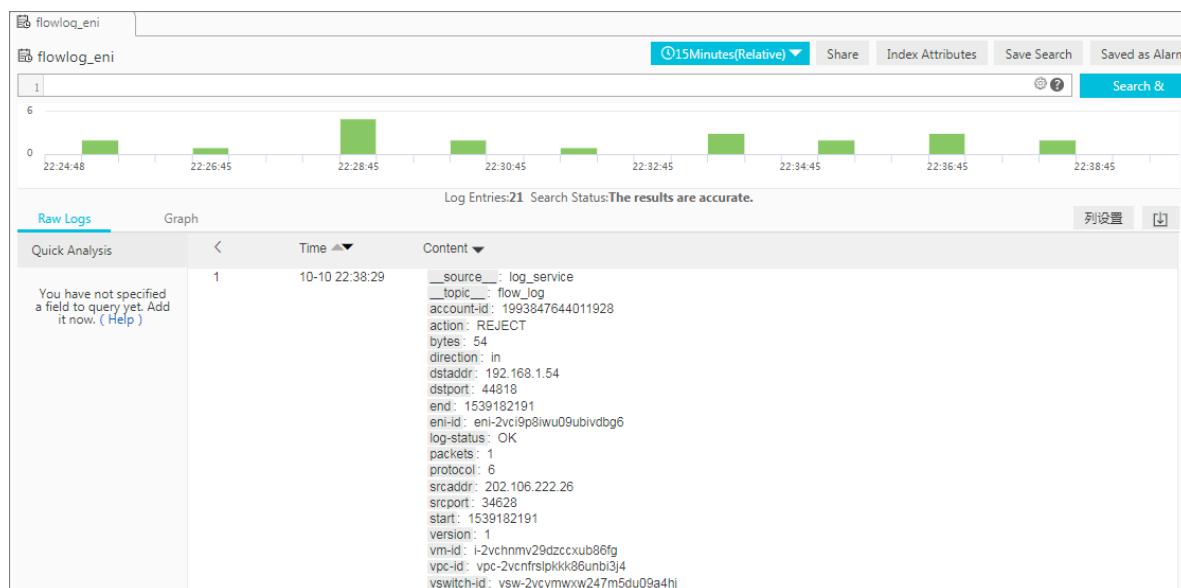 flowlog_eni
flowlog_eni
15Minutes(Relative) Share Index Attributes Save Search Saved as Alarm
1 Search &
6
0
22:24:48 22:26:45 22:28:45 22:30:45 22:32:45 22:34:45 22:36:45 22:38:45
Log Entries:21 Search Status:The results are accurate.
Raw Logs Graph 列设置
Quick Analysis < Time Content
You have not specified
a field to query yet. Add
it now. ( Help )
1 10-10 22:38:29 __source__: log_service
__topic__: flow_log
account-id: 1993847644011928
action: REJECT
bytes: 54
direction: in
dstaddr: 192.168.1.54
dstport: 44818
end: 1539182191
eni-id: eni-2vci9p8iwu09ubivdbg6
log-status: OK
packets: 1
protocol: 6
srcaddr: 202.106.222.26
srcport: 34628
start: 1539182191
version: 1
vm-id: i-2vchnmv29dzccxub86fg
vpc-id: vpc-2vcnfrslpkkk86unbi3j4
vswitch-id: vsw-2vcvmwxw247m5du09a4hj